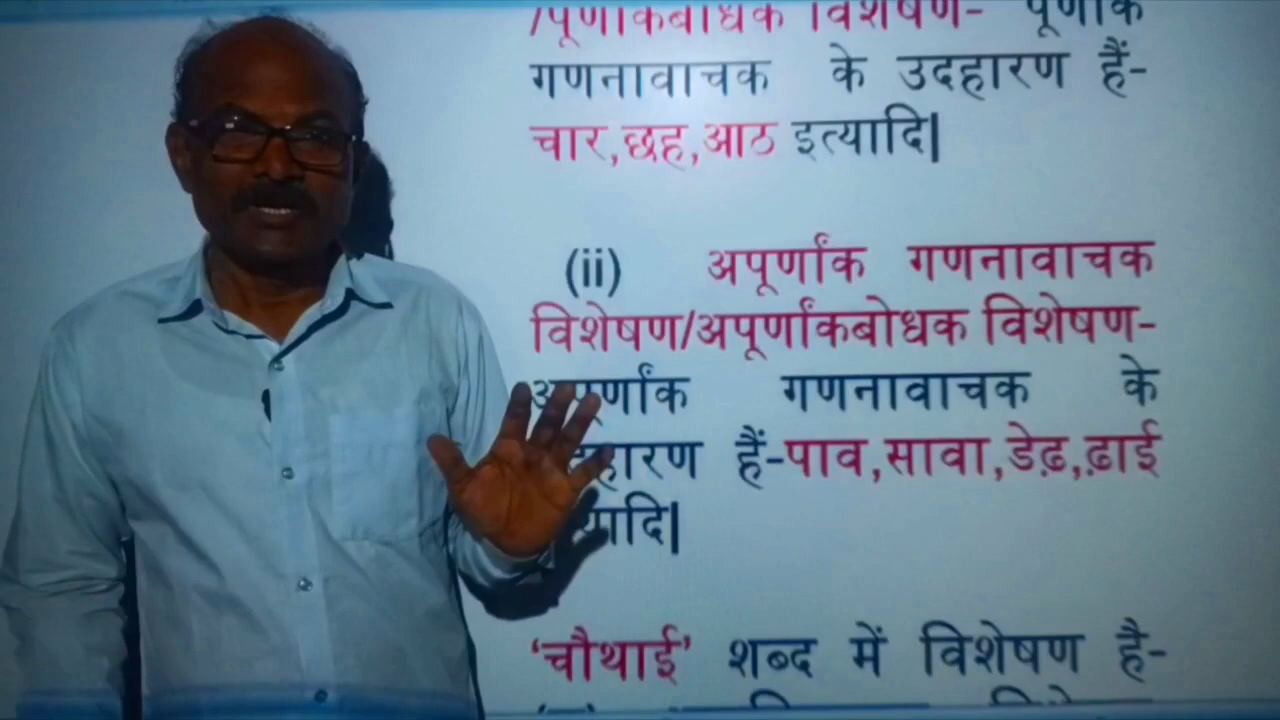 /पूर्णांकबोधक विशेषण- पूर्णांक
गणनावाचक के उदहारण हैं-
चार,छह,आठ इत्यादि|
(ii) अपूर्णांक गणनावाचक
विशेषण/अपूर्णांकबोधक विशेषण-
अपूर्णांक गणनावाचक के
हैं-पाव,सावा,डेढ़,ढ़ाई
'चौथाई' शब्द में विशेषण है-